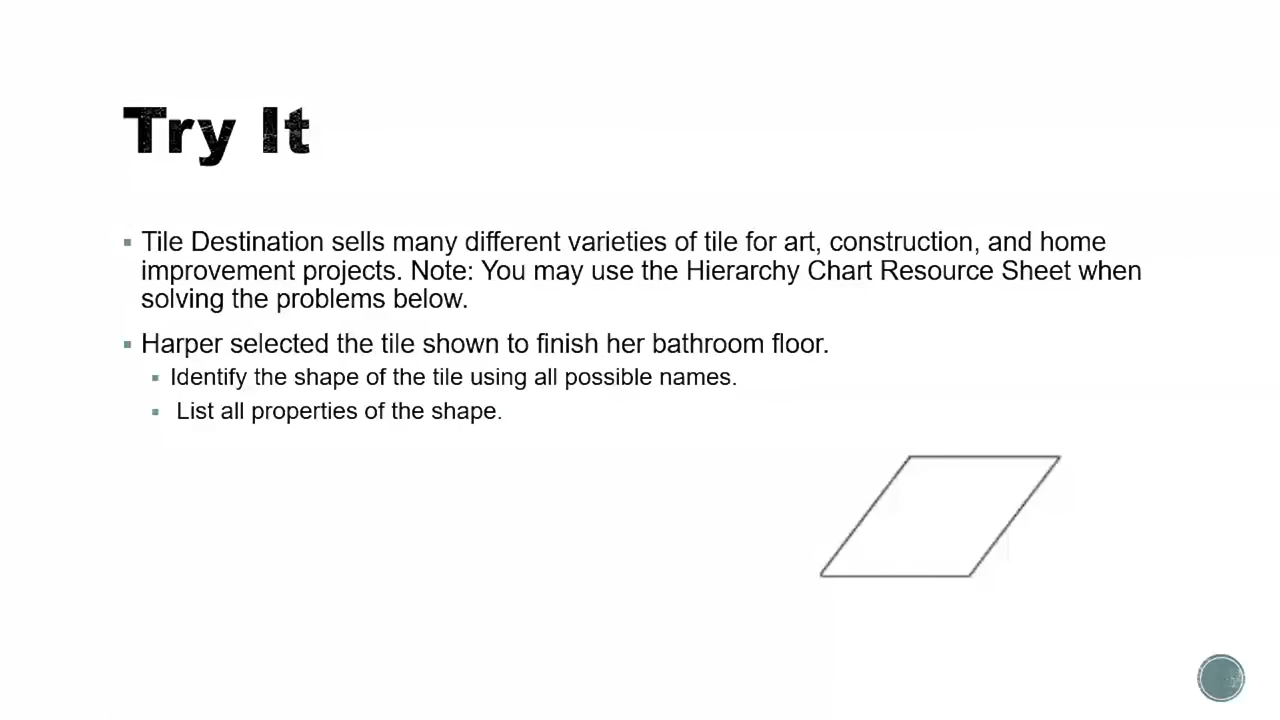 Try It
Tile Destination sells many different varieties of tile for art, construction, and home
improvement projects. Note: You may use the Hierarchy Chart Resource Sheet when
solving the problems below.
Harper selected the tile shown to finish her bathroom floor.
Identify the shape of the tile using all possible names.
List all properties of the shape.